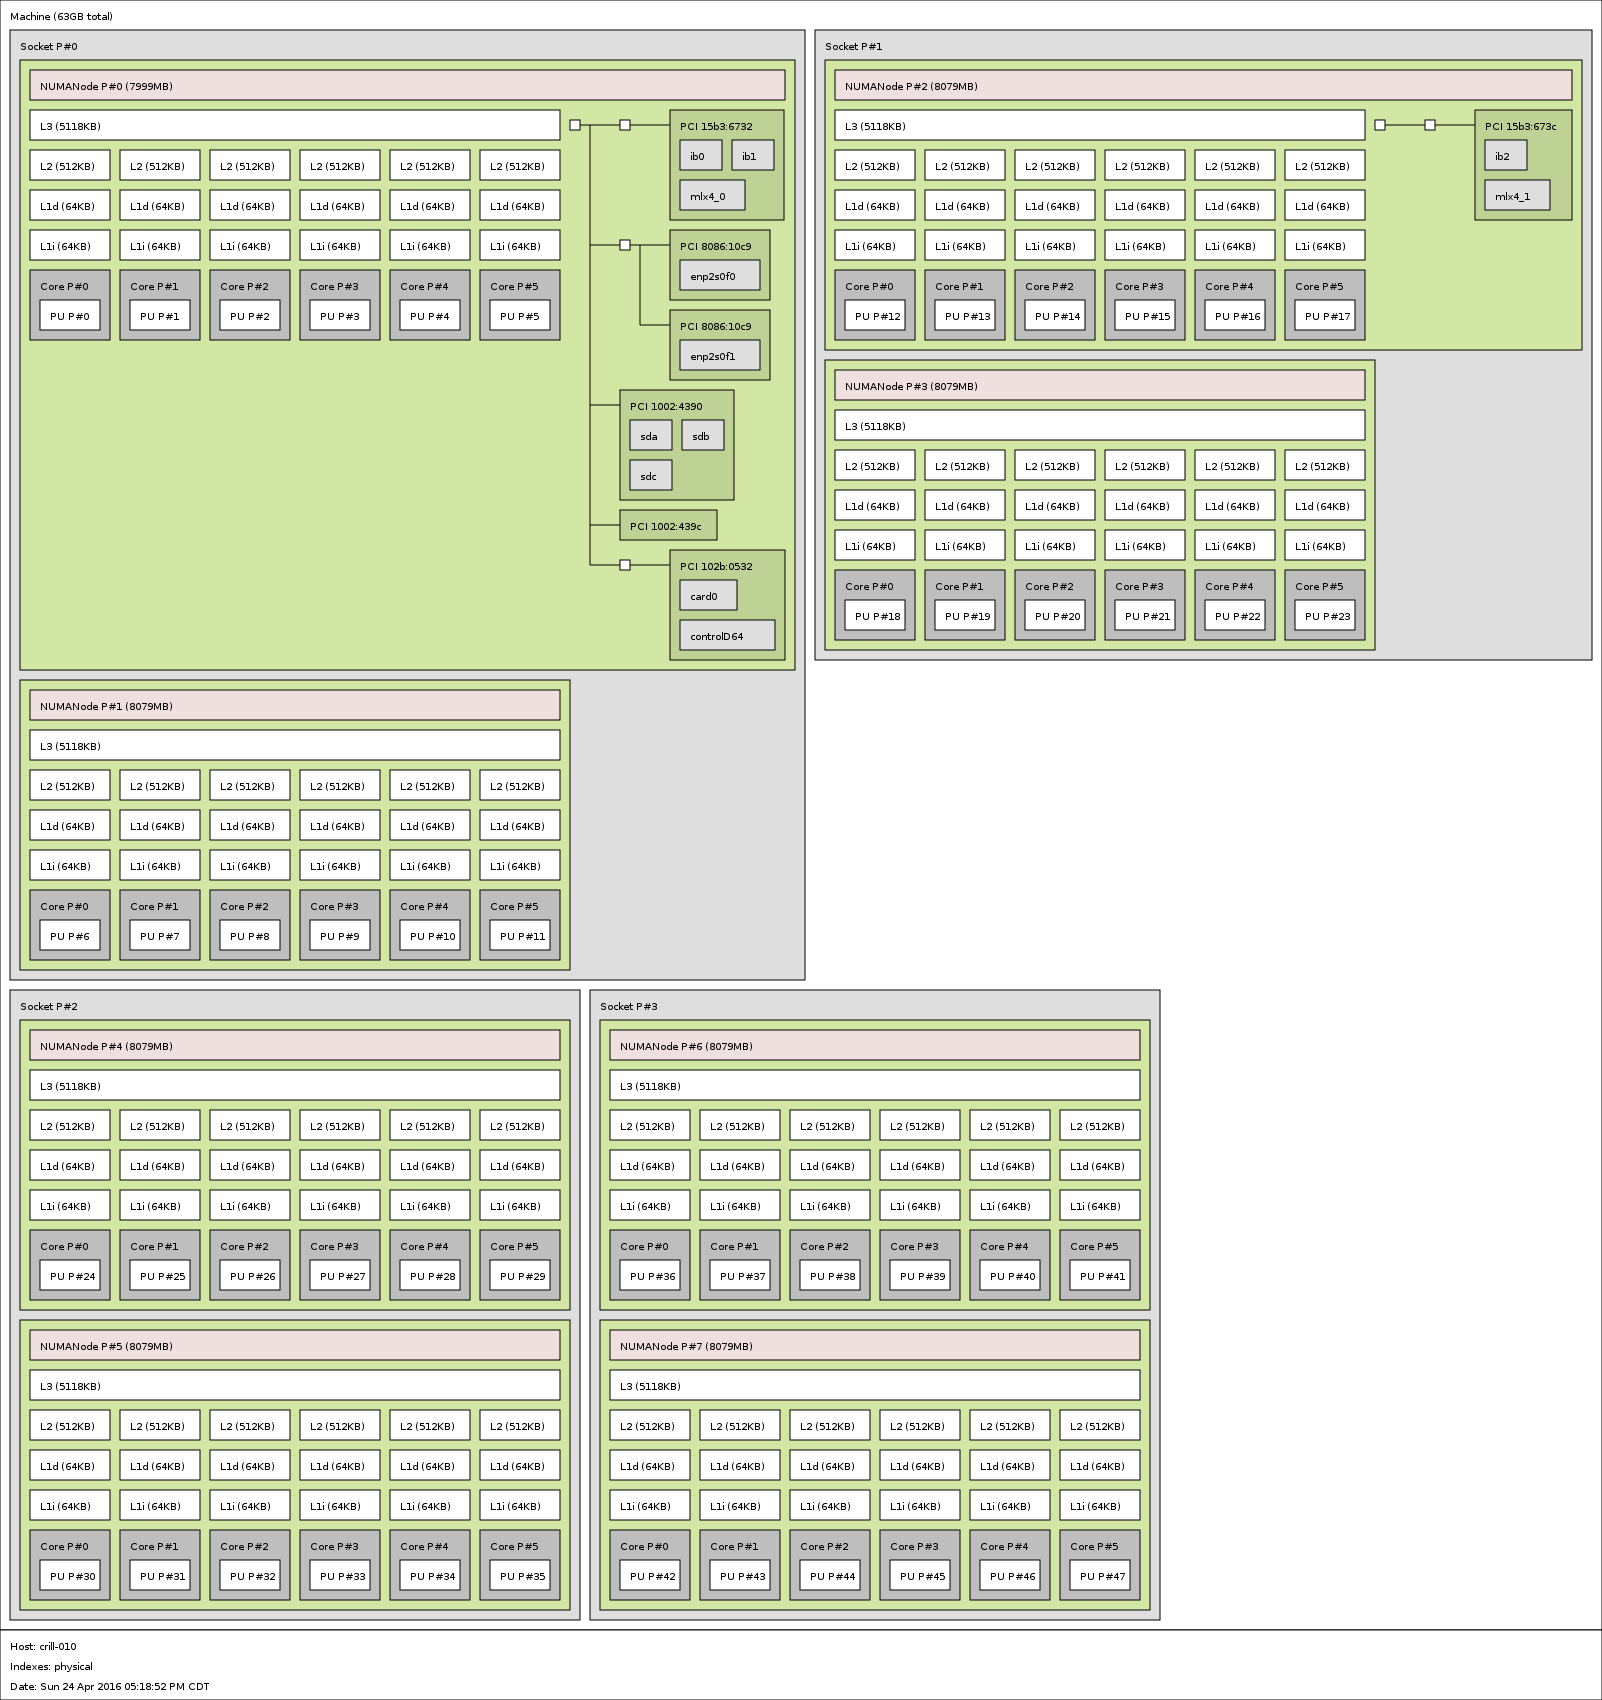 Machine (63GB total)
Socket P#0
NUMANode P#0 (7999MB)
L3 (5118KB)
L2 (512KB) L2 (512KB) L2 (512KB) L2 (512KB) L2 (512KB) L2 (512KB)
L1d (64KB) L1d (64KB) L1d (64KB) L1d (64KB) L1d (64KB) L1d (64KB)
L1i (64KB) L1i (64KB) L1i (64KB) L1i (64KB) L1i (64KB) L1i (64KB)
Core P#0 Core P#1 Core P#2 Core P#3 Core P#4 Core P#5
PU P#0 PU P#1 PU P#2 PU P#3 PU P#4 PU P#5
PCI 15b3:6732
ib0 ib1
mlx4_0
PCI 8086:10c9
enp2s0f0
PCI 8086:10c9
enp2s0f1
PCI 1002:4390
sda sdb
sdc
PCI 1002:439c
PCI 102b:0532
card0
controlD64
NUMANode P#1 (8079MB)
L3 (5118KB)
L2 (512KB) L2 (512KB) L2 (512KB) L2 (512KB) L2 (512KB) L2 (512KB)
L1d (64KB) L1d (64KB) L1d (64KB) L1d (64KB) L1d (64KB) L1d (64KB)
L1i (64KB) L1i (64KB) L1i (64KB) L1i (64KB) L1i (64KB) L1i (64KB)
Core P#0 Core P#1 Core P#2 Core P#3 Core P#4 Core P#5
PU P#6 PU P#7 PU P#8 PU P#9 PU P#10 PU P#11
Socket P#1
NUMANode P#2 (8079MB)
L3 (5118KB)
L2 (512KB) L2 (512KB) L2 (512KB) L2 (512KB) L2 (512KB) L2 (512KB)
L1d (64KB) L1d (64KB) L1d (64KB) L1d (64KB) L1d (64KB) L1d (64KB)
L1i (64KB) L1i (64KB) L1i (64KB) L1i (64KB) L1i (64KB) L1i (64KB)
Core P#0 Core P#1 Core P#2 Core P#3 Core P#4 Core P#5
PU P#12 PU P#13 PU P#14 PU P#15 PU P#16 PU P#17
PCI 15b3:673c
ib2
mlx4_1
NUMANode P#3 (8079MB)
L3 (5118KB)
L2 (512KB) L2 (512KB) L2 (512KB) L2 (512KB) L2 (512KB) L2 (512KB)
L1d (64KB) L1d (64KB) L1d (64KB) L1d (64KB) L1d (64KB) L1d (64KB)
L1i (64KB) L1i (64KB) L1i (64KB) L1i (64KB) L1i (64KB) L1i (64KB)
Core P#0 Core P#1 Core P#2 Core P#3 Core P#4 Core P#5
PU P#18 PU P#19 PU P#20 PU P#21 PU P#22 PU P#23
Socket P#2
NUMANode P#4 (8079MB)
L3 (5118KB)
L2 (512KB) L2 (512KB) L2 (512KB) L2 (512KB) L2 (512KB) L2 (512KB)
L1d (64KB) L1d (64KB) L1d (64KB) L1d (64KB) L1d (64KB) L1d (64KB)
L1i (64KB) L1i (64KB) L1i (64KB) L1i (64KB) L1i (64KB) L1i (64KB)
Core P#0 Core P#1 Core P#2 Core P#3 Core P#4 Core P#5
PU P#24 PU P#25 PU P#26 PU P#27 PU P#28 PU P#29
NUMANode P#5 (8079MB)
L3 (5118KB)
L2 (512KB) L2 (512KB) L2 (512KB) L2 (512KB) L2 (512KB) L2 (512KB)
L1d (64KB) L1d (64KB) L1d (64KB) L1d (64KB) L1d (64KB) L1d (64KB)
L1i (64KB) L1i (64KB) L1i (64KB) L1i (64KB) L1i (64KB) L1i (64KB)
Core P#0 Core P#1 Core P#2 Core P#3 Core P#4 Core P#5
PU P#30 PU P#31 PU P#32 PU P#33 PU P#34 PU P#35
Socket P#3
NUMANode P#6 (8079MB)
L3 (5118KB)
L2 (512KB) L2 (512KB) L2 (512KB) L2 (512KB) L2 (512KB) L2 (512KB)
L1d (64KB) L1d (64KB) L1d (64KB) L1d (64KB) L1d (64KB) L1d (64KB)
L1i (64KB) L1i (64KB) L1i (64KB) L1i (64KB) L1i (64KB) L1i (64KB)
Core P#0 Core P#1 Core P#2 Core P#3 Core P#4 Core P#5
PU P#36 PU P#37 PU P#38 PU P#39 PU P#40 PU P#41
NUMANode P#7 (8079MB)
L3 (5118KB)
L2 (512KB) L2 (512KB) L2 (512KB) L2 (512KB) L2 (512KB) L2 (512KB)
L1d (64KB) L1d (64KB) L1d (64KB) L1d (64KB) L1d (64KB) L1d (64KB)
L1i (64KB) L1i (64KB) L1i (64KB) L1i (64KB) L1i (64KB) L1i (64KB)
Core P#0 Core P#1 Core P#2 Core P#3 Core P#4 Core P#5
PU P#42 PU P#43 PU P#44 PU P#45 PU P#46 PU P#47
Host: crill-010
Indexes: physical
Date: Sun 24 Apr 2016 05:18:52 PM CDT